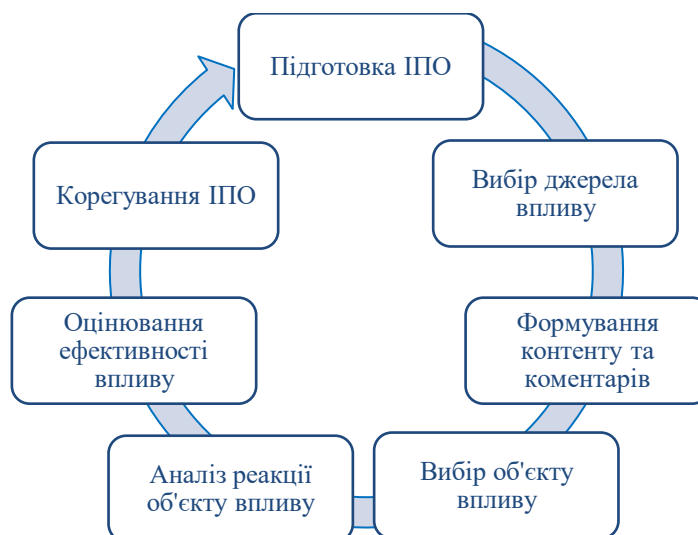 Підготовка ІПО
Вибір джерела
впливу
Формування
контенту та
коментарів
Вибір об'єкту
впливу
Аналіз реакції
об'єкту впливу
Оцінювання
ефективності
впливу
Корегування ІПО